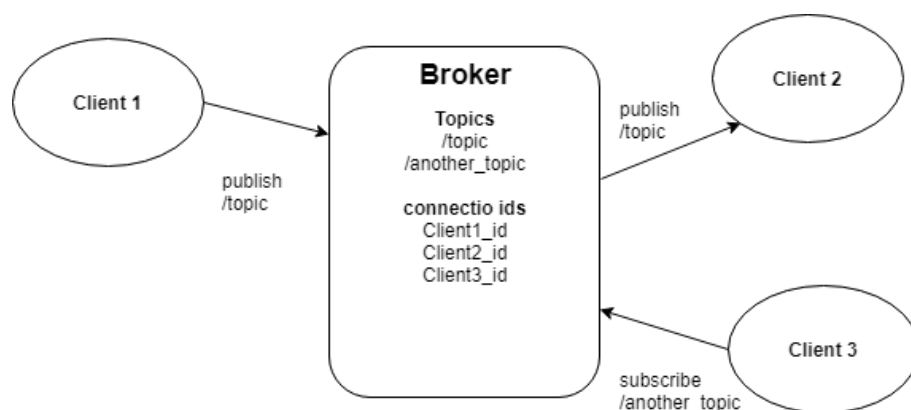 Client 1
publish
/topic
Broker
Topics
/topic
/another_topic
connectio ids
Client1_id
Client2_id
Client3_id
publish
/topic
Client 2
Client 3
subscribe
/another_topic